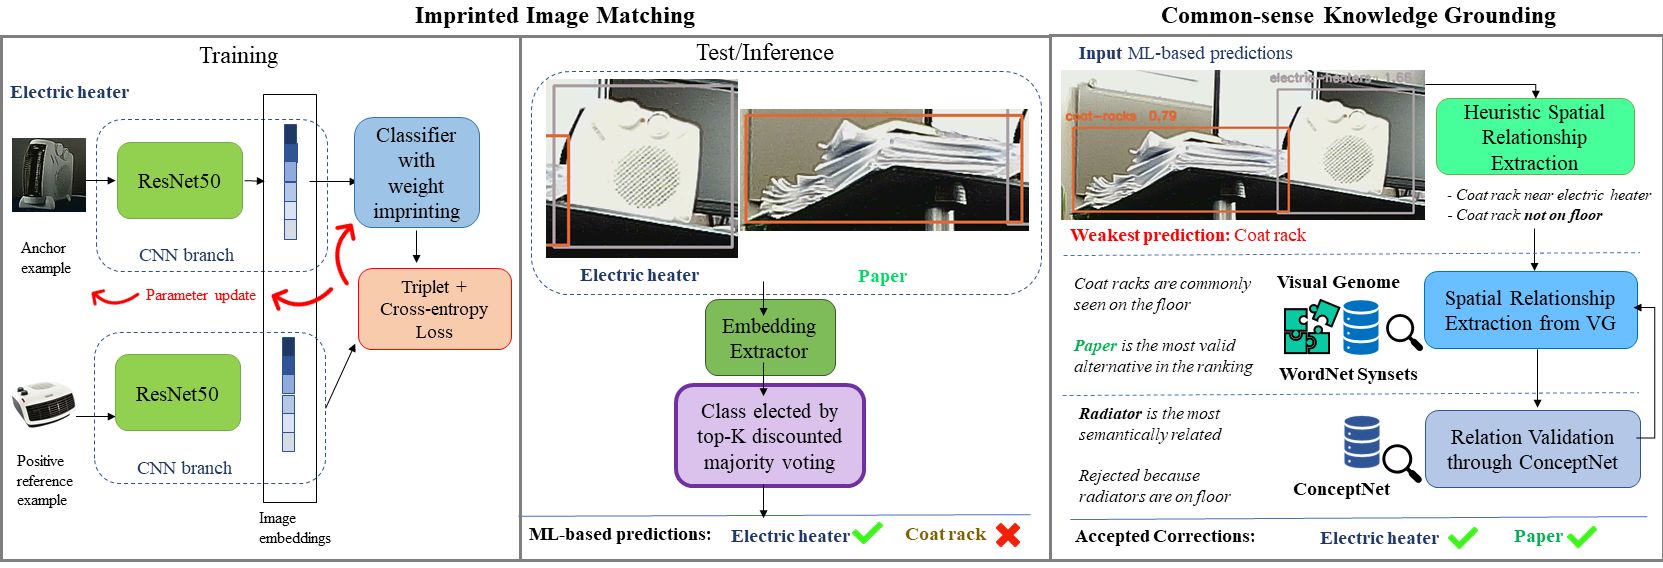 Imprinted Image Matching
Common-sense Knowledge Grounding
Training
Electric heater
ResNet50
CNN branch
Anchor
example
Parameter update
ResNet50
CNN branch
Positive
reference
example
Image
embeddings
Classifier
with
weight
imprinting
Triplet +
Cross-entropy
Loss
Test/Inference
Electric heater
Paper
Embedding
Extractor
Class elected by
top-K discounted
majority voting
ML-based predictions:
Electric heater
Coat rack
Input ML-based predictions
electric-heaters 1.66
coat-racks 0.79
Weakest prediction: Coat rack
Heuristic Spatial
Relationship
Extraction
- Coat rack near electric heater
- Coat rack not on floor
Coat racks are commonly
seen on the floor
Paper is the most valid
alternative in the ranking
Visual Genome
WordNet Synsets
Spatial Relationship
Extraction from VG
Radiator is the most
semantically related
Rejected because
radiators are on floor
ConceptNet
Relation Validation
through ConceptNet
Accepted Corrections:
Electric heater
Paper